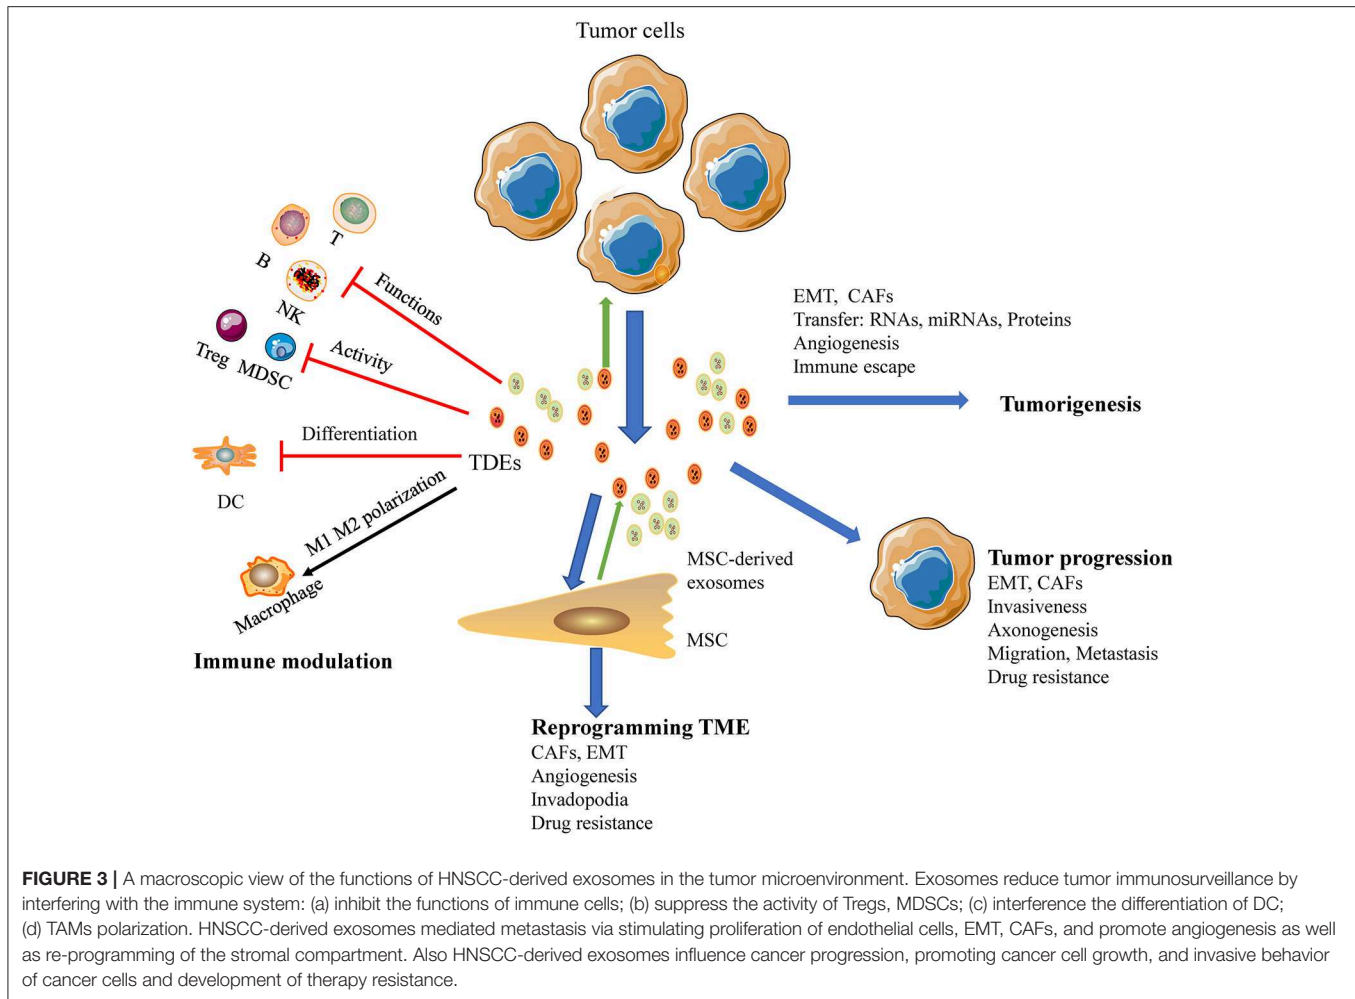 Tumor cells
T
B
NK
Functions
Treg
MDSC
Activity
Differentiation
DC
TDEs
M1 M2 polarization
Macrophage
Immune modulation
EMT, CAFs
Transfer: RNAs, miRNAs, Proteins
Angiogenesis
Immune escape
Tumorigenesis
MSC-derived
exosomes
MSC
Tumor progression
EMT, CAFs
Invasiveness
Axonogenesis
Migration, Metastasis
Drug resistance
Reprogramming TME
CAFs, EMT
Angiogenesis
Invadopodia
Drug resistance
FIGURE 3 | A macroscopic view of the functions of HNSCC-derived exosomes in the tumor microenvironment. Exosomes reduce tumor immunosurveillance by
interfering with the immune system: (a) inhibit the functions of immune cells; (b) suppress the activity of Tregs, MDSCs; (c) interference the differentiation of DC;
(d) TAMs polarization. HNSCC-derived exosomes mediated metastasis via stimulating proliferation of endothelial cells, EMT, CAFs, and promote angiogenesis as well
as re-programming of the stromal compartment. Also HNSCC-derived exosomes influence cancer progression, promoting cancer cell growth, and invasive behavior
of cancer cells and development of therapy resistance.